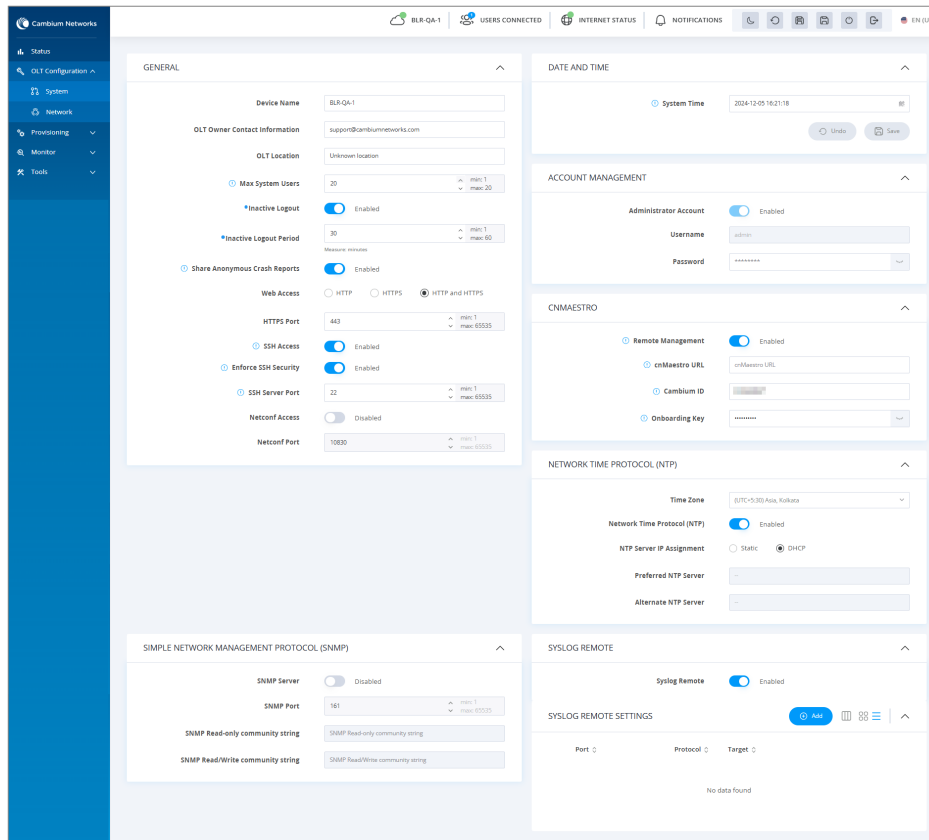 Cambium Networks
BLR-QA-1
USERS CONNECTED
INTERNET STATUS
NOTIFICATIONS
EN (U
Status
OLT Configuration
System
Network
Provisioning
Monitor
Tools
GENERAL
Device Name
BLR-QA-1
OLT Owner Contact Information
support@cambiumnetworks.com
OLT Location
Unknown location
Max System Users
20
min: 1
max: 20
*Inactive Logout
Enabled
*Inactive Logout Period
30
min: 1
max: 60
Measure: minutes
Share Anonymous Crash Reports
Enabled
Web Access
HTTP
HTTPS
HTTP and HTTPS
HTTPS Port
443
min: 1
max: 65535
SSH Access
Enabled
Enforce SSH Security
Enabled
SSH Server Port
22
min: 1
max: 65535
Netconf Access
Disabled
Netconf Port
10830
min: 1
max: 65535
DATE AND TIME
System Time
2024-12-05 16:21:18
Undo
Save
ACCOUNT MANAGEMENT
Administrator Account
Enabled
Username
admin
Password
********
CNMAESTRO
Remote Management
Enabled
cnMaestro URL
cnMaestro URL
Cambium ID
Onboarding Key
NETWORK TIME PROTOCOL (NTP)
Time Zone
(UTC+5:30) Asia, Kolkata
Network Time Protocol (NTP)
Enabled
NTP Server IP Assignment
Static
DHCP
Preferred NTP Server
--
Alternate NTP Server
--
SIMPLE NETWORK MANAGEMENT PROTOCOL (SNMP)
SNMP Server
Disabled
SNMP Port
161
min: 1
max: 65535
SNMP Read-only community string
SNMP Read-only community string
SNMP Read/Write community string
SNMP Read/Write community string
SYSLOG REMOTE
Syslog Remote
Enabled
SYSLOG REMOTE SETTINGS
Add
Port
Protocol
Target
No data found